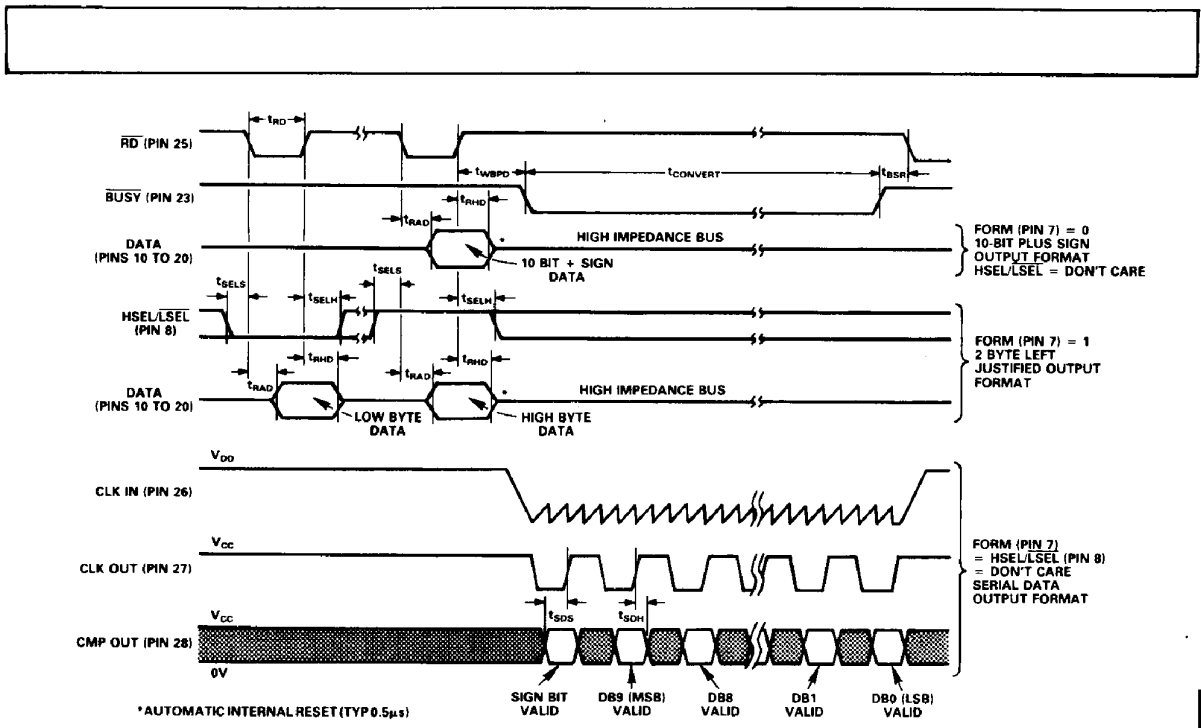 tRD
RD (PIN 25)
tWBPD
tCONVERT
tBSR
BUSY (PIN 23)
tRHD
tRAD
DATA
(PINS 10 TO 20)
*
HIGH IMPEDANCE BUS
10 BIT + SIGN
DATA
FORM (PIN 7) = 0
10-BIT PLUS SIGN
OUTPUT FORMAT
HSEL/LSEL = DON'T CARE
tSELS
tSELS
tSELH
tSELH
HSEL/LSEL
(PIN 8)
tRHD
tRHD
tRAD
tRAD
DATA
(PINS 10 TO 20)
*
HIGH IMPEDANCE BUS
LOW BYTE
DATA
HIGH BYTE
DATA
FORM (PIN 7) = 1
2 BYTE LEFT
JUSTIFIED OUTPUT
FORMAT
VDD
CLK IN (PIN 26)
VCC
CLK OUT (PIN 27)
tSDS
tSDH
VCC
CMP OUT (PIN 28)
0V
FORM (PIN 7)
= HSEL/LSEL (PIN 8)
= DON'T CARE
SERIAL DATA
OUTPUT FORMAT
SIGN BIT
VALID
DB9 (MSB)
VALID
DB8
VALID
DB1
VALID
DB0 (LSB)
VALID
*AUTOMATIC INTERNAL RESET (TYP 0.5µs)